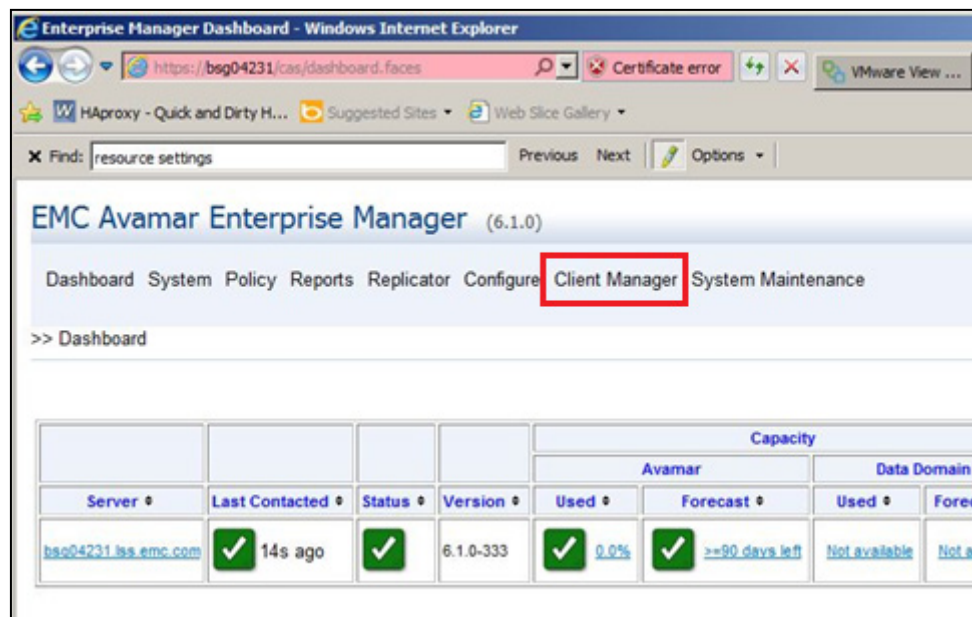 Enterprise Manager Dashboard - Windows Internet Explorer
https://bsg04231/cas/dashboard.faces Certificate error VMware View ...
HAproxy - Quick and Dirty H... Suggested Sites Web Slice Gallery
x Find: resource settings Previous Next Options
EMC Avamar Enterprise Manager (6.1.0)
Dashboard System Policy Reports Replicator Configure Client Manager System Maintenance
>> Dashboard
Capacity
Avamar Data Domain
Server Last Contacted Status Version Used Forecast Used Forec
bsg04231.lss.emc.com 14s ago 6.1.0-333 0.0% >=90 days left Not available Not a